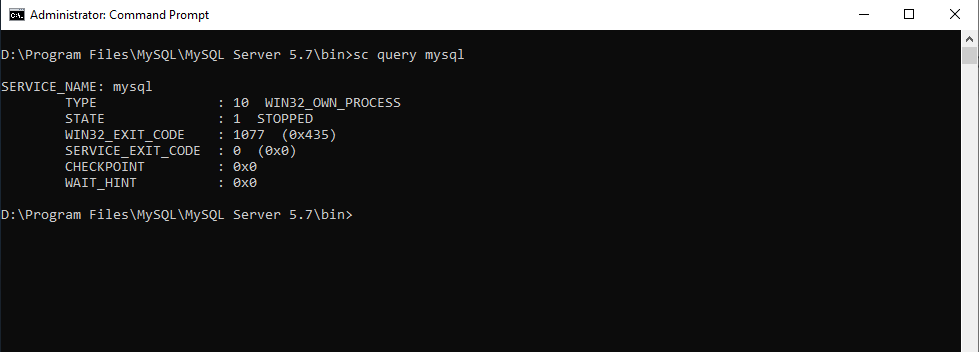 Administrator: Command Prompt
D:\Program Files\MySQL\MySQL Server 5.7\bin>sc query mysql
SERVICE_NAME: mysql
TYPE : 10 WIN32_OWN_PROCESS
STATE : 1 STOPPED
WIN32_EXIT_CODE : 1077 (0x435)
SERVICE_EXIT_CODE : 0 (0x0)
CHECKPOINT : 0x0
WAIT_HINT : 0x0
D:\Program Files\MySQL\MySQL Server 5.7\bin>